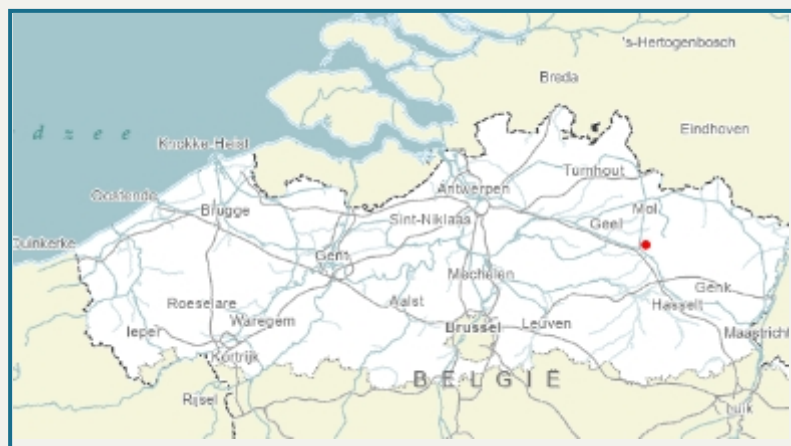 's-Hertogenbosch
Breda
d z e e
Eindhoven
Knokke-Heist
Turnhout
Antwerpen
Oostende
Mol
Brugge
Sint-Niklaas
Geel
Duinkerke
Gent
Mechelen
Genk
Roeselare
Aalst
Hasselt
Waregem
Ieper
Brussel
Leuven
Maastricht
Kortrijk
BELGIË
Rijsel
Luik